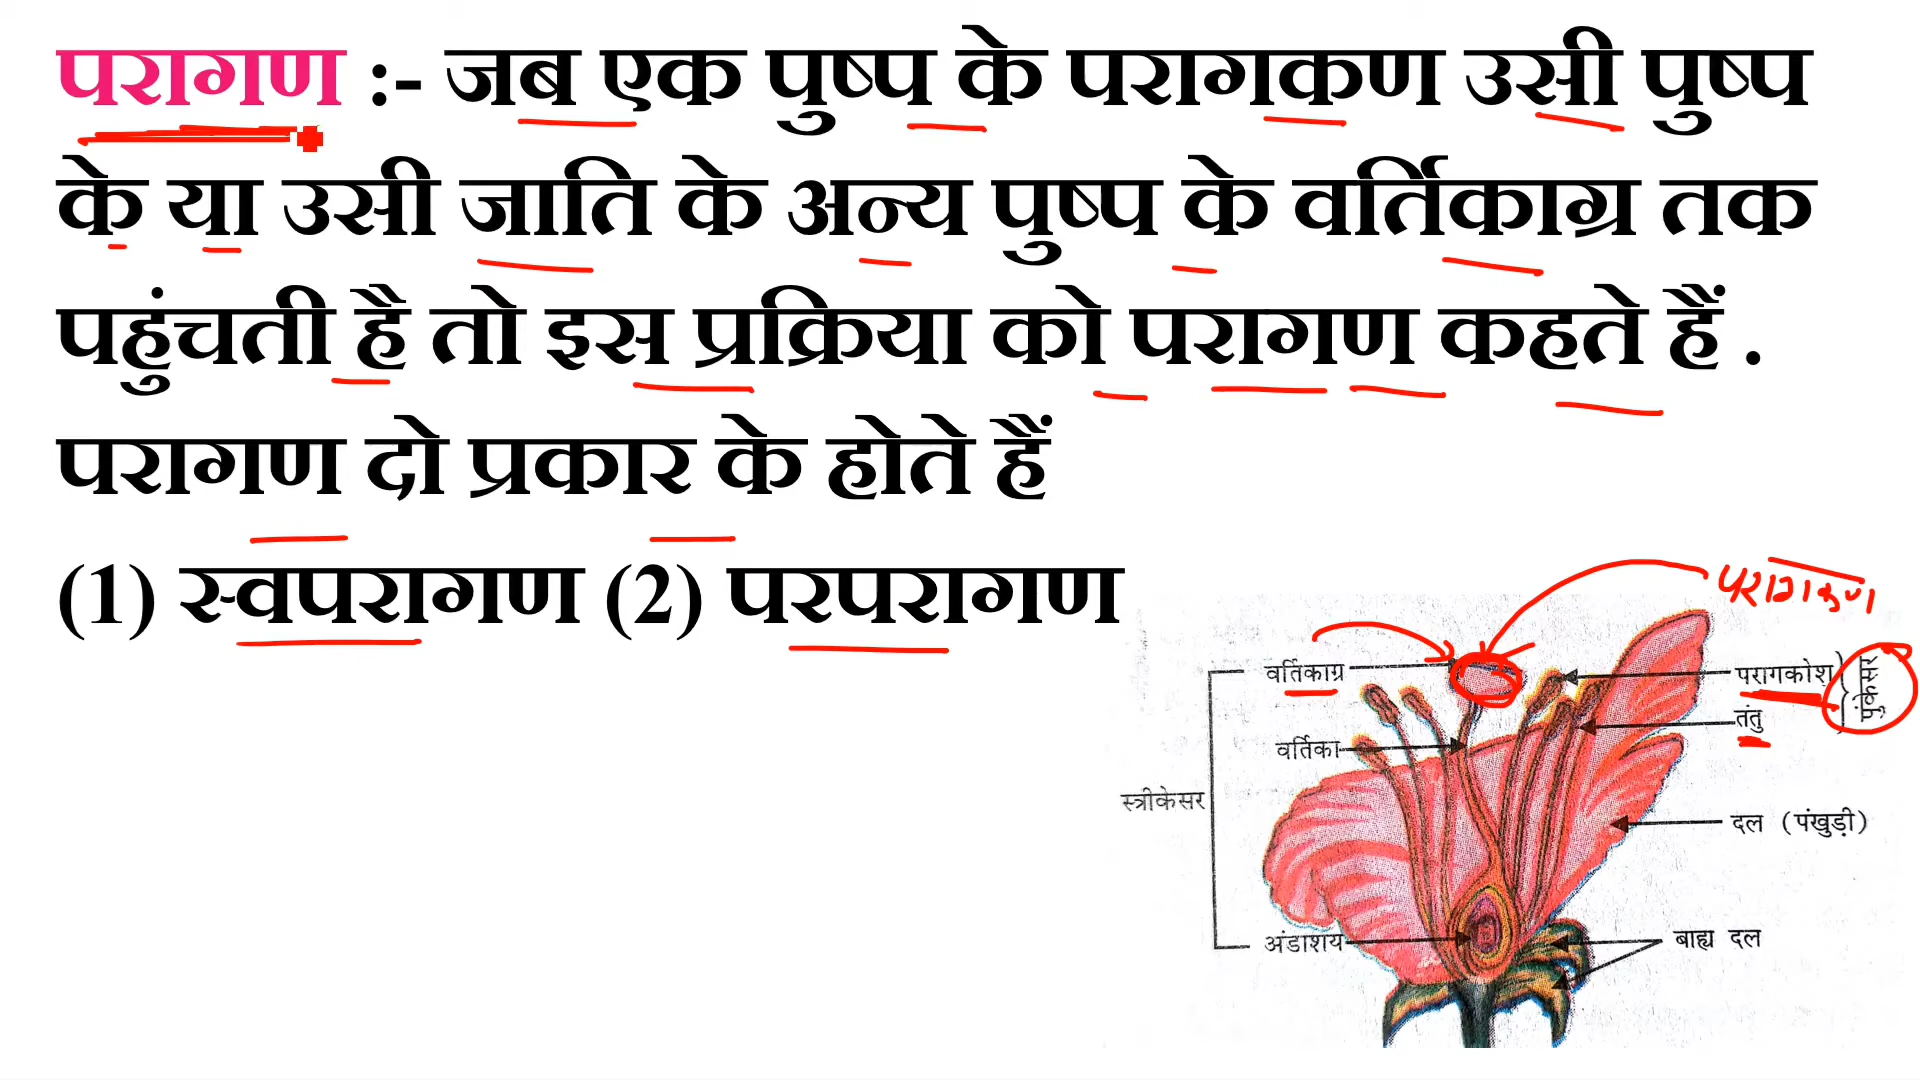 परागण :- जब एक पुष्प के परागकण उसी पुष्प
के या उसी जाति के अन्य पुष्प के वर्तिकाग्र तक
पहुंचती है तो इस प्रक्रिया को परागण कहते हैं .
परागण दो प्रकार के होते हैं
(1) स्वपरागण (2) परपरागण
परागकण
वर्तिकाग्र
परागकोश
पुंकेसर
तंतु
वर्तिका
स्त्रीकेसर
दल (पंखुड़ी)
अंडाशय
बाह्य दल